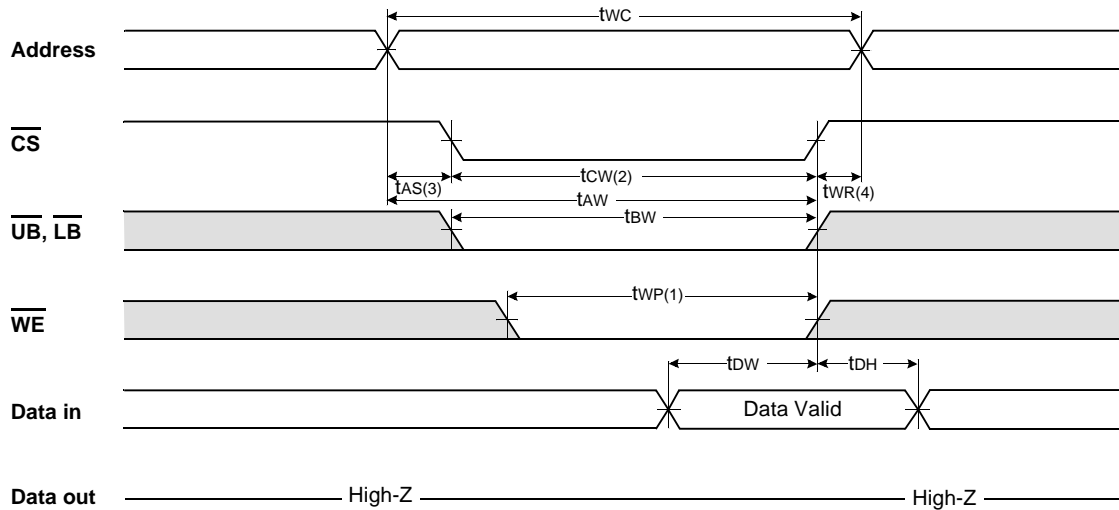 tWC
Address
CS
tAS(3)
tCW(2)
tWR(4)
tAW
UB, LB
tBW
WE
tWP(1)
tDW
tDH
Data in
Data Valid
Data out
High-Z
High-Z